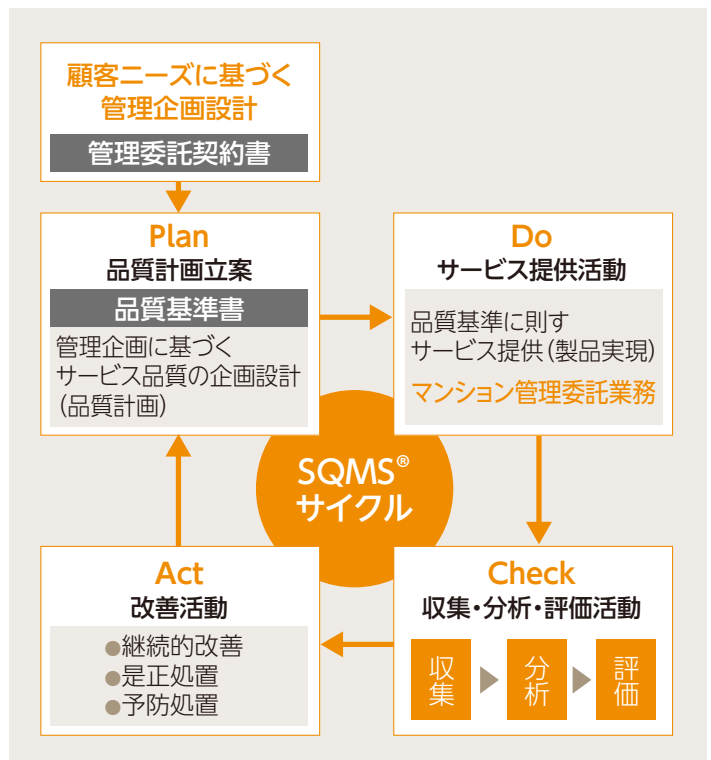 顧客ニーズに基づく
管理企画設計
管理委託契約書
Plan
品質計画立案
品質基準書
管理企画に基づく
サービス品質の企画設計
(品質計画)
Do
サービス提供活動
品質基準に則す
サービス提供(製品実現)
マンション管理委託業務
SQMS®
サイクル
Act
改善活動
●継続的改善
●是正処置
●予防処置
Check
収集・分析・評価活動
収集
分析
評価